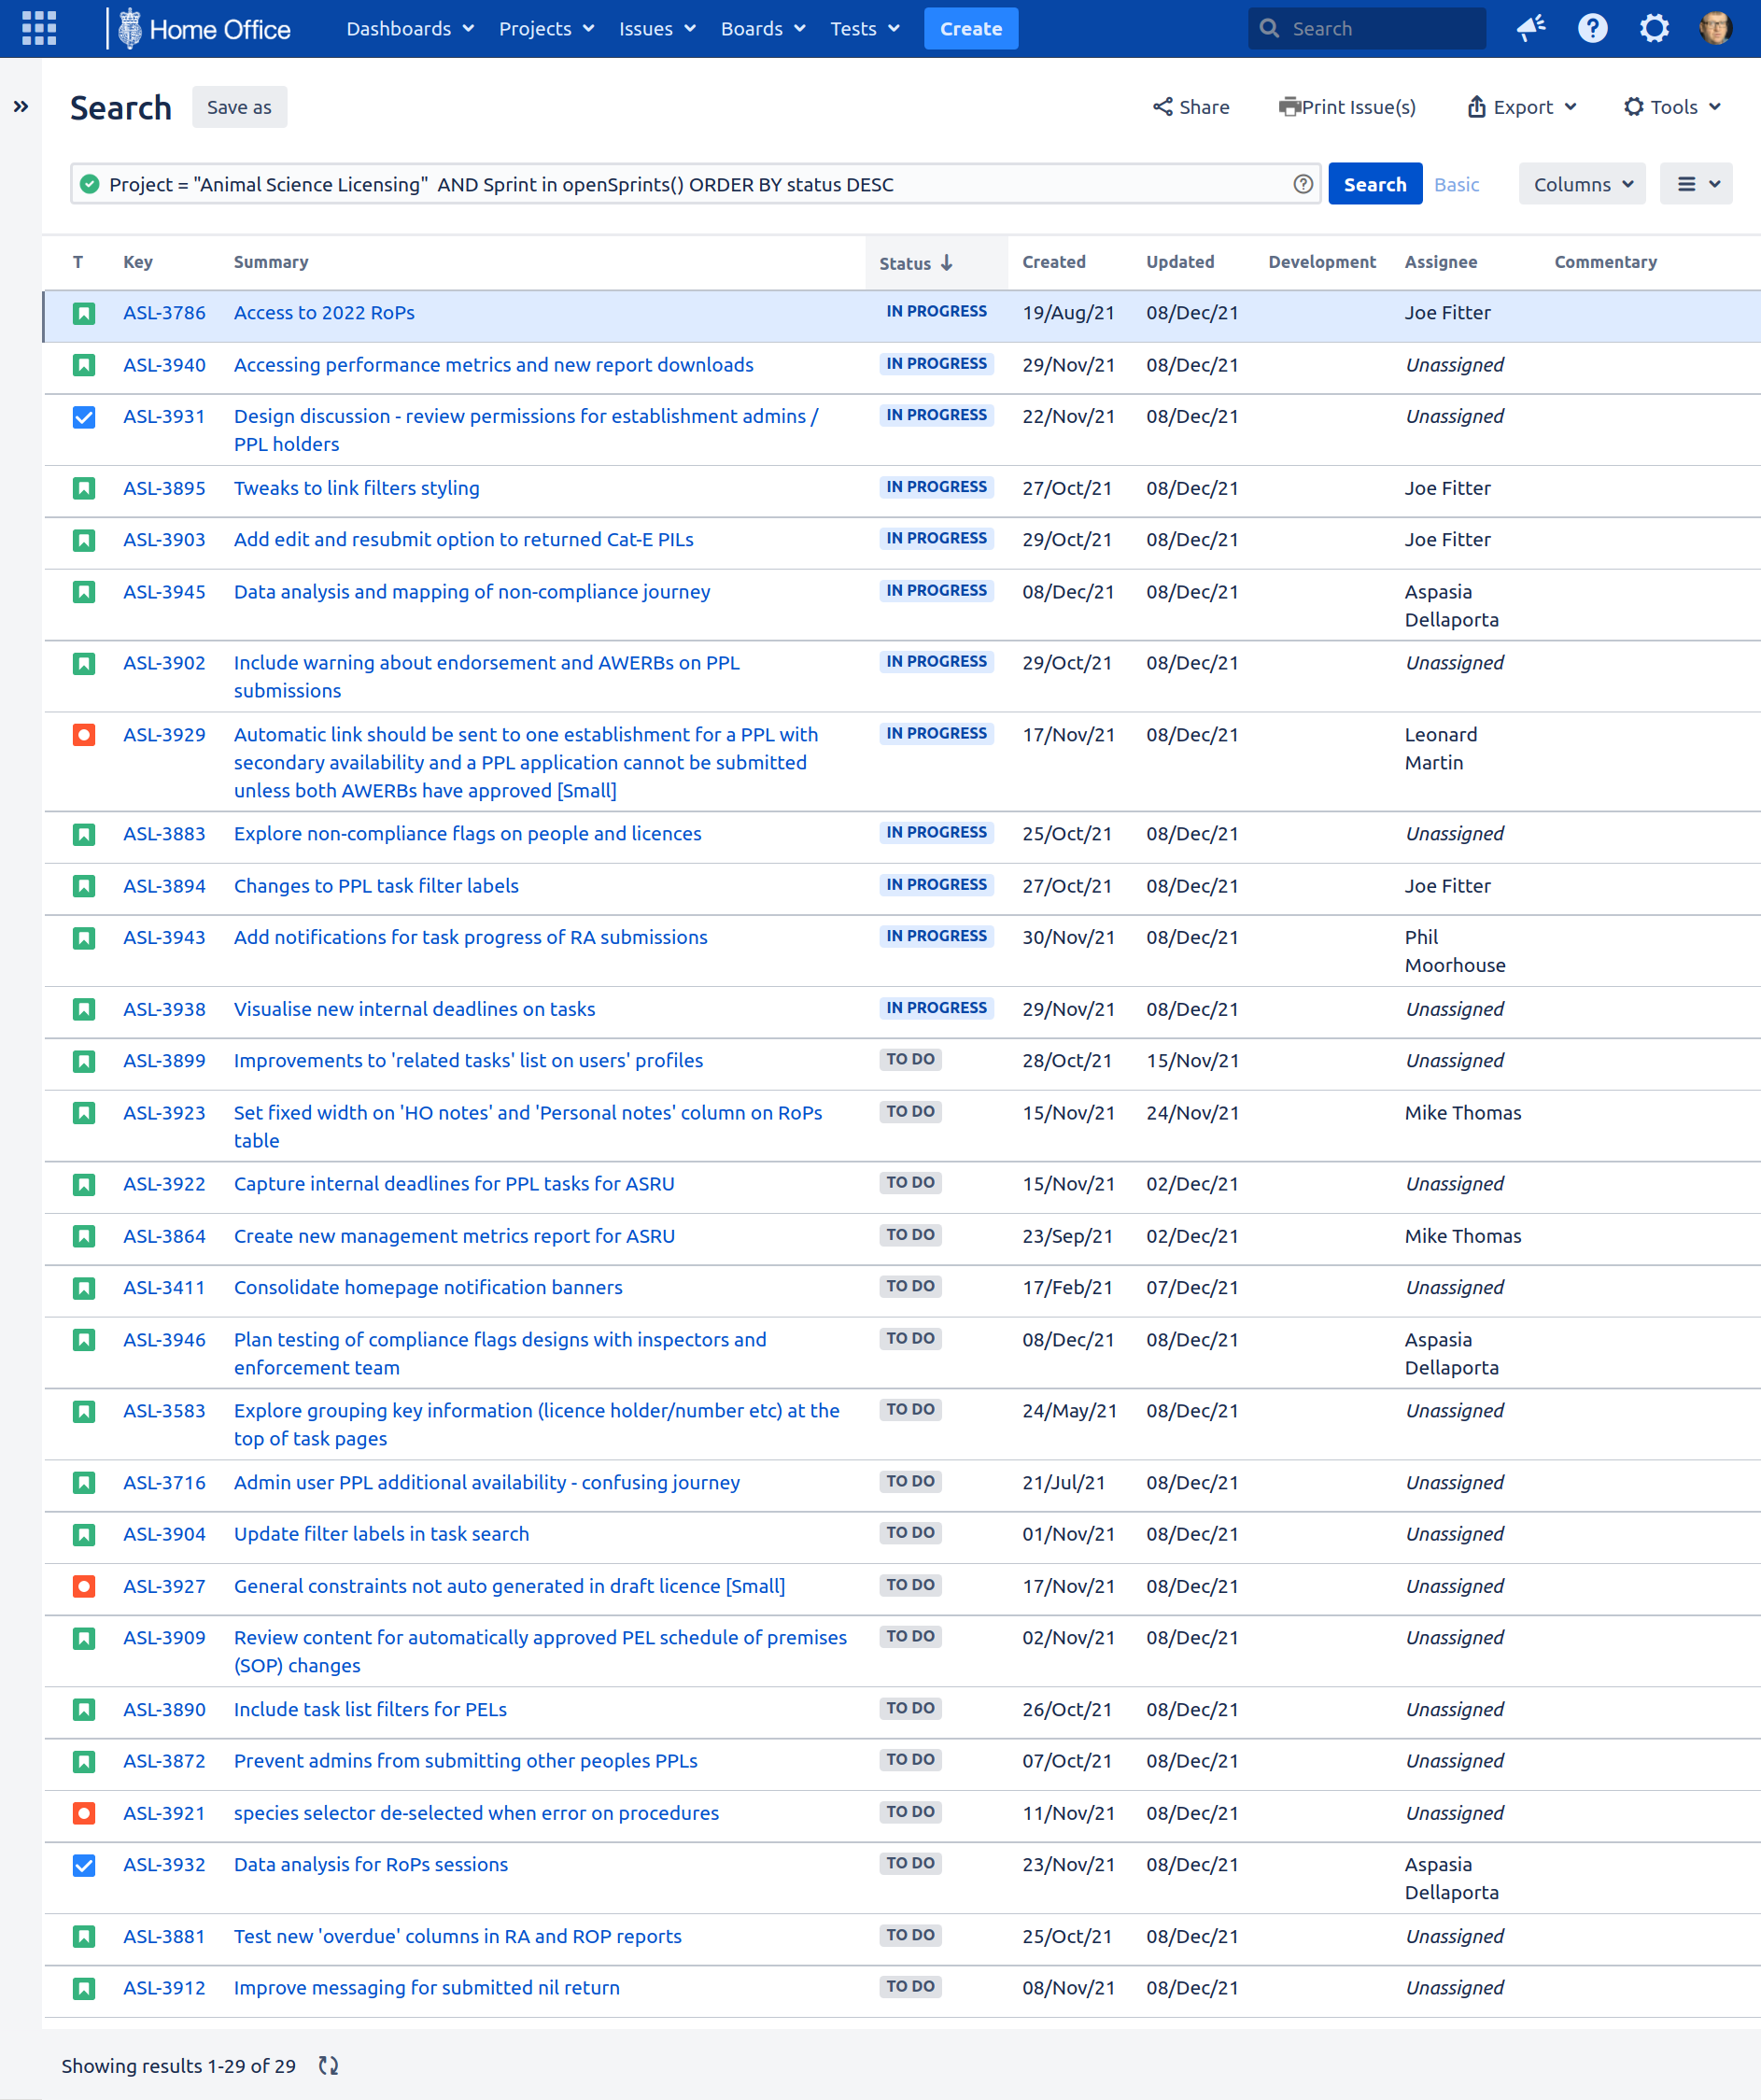 Home Office Dashboards Projects Issues Boards Tests Create Search
Search Save as Share Print Issue(s) Export Tools
Project = "Animal Science Licensing"  AND Sprint in openSprints() ORDER BY status DESC Search Basic Columns
T Key Summary Status Created Updated Development Assignee Commentary
ASL-3786 Access to 2022 RoPs IN PROGRESS 19/Aug/21 08/Dec/21 Joe Fitter
ASL-3940 Accessing performance metrics and new report downloads IN PROGRESS 29/Nov/21 08/Dec/21 Unassigned
ASL-3931 Design discussion - review permissions for establishment admins / IN PROGRESS 22/Nov/21 08/Dec/21 Unassigned
PPL holders
ASL-3895 Tweaks to link filters styling IN PROGRESS 27/Oct/21 08/Dec/21 Joe Fitter
ASL-3903 Add edit and resubmit option to returned Cat-E PILs IN PROGRESS 29/Oct/21 08/Dec/21 Joe Fitter
ASL-3945 Data analysis and mapping of non-compliance journey IN PROGRESS 08/Dec/21 08/Dec/21 Aspasia
Dellaporta
ASL-3902 Include warning about endorsement and AWERBs on PPL IN PROGRESS 29/Oct/21 08/Dec/21 Unassigned
submissions
ASL-3929 Automatic link should be sent to one establishment for a PPL with IN PROGRESS 17/Nov/21 08/Dec/21 Leonard
secondary availability and a PPL application cannot be submitted Martin
unless both AWERBs have approved [Small]
ASL-3883 Explore non-compliance flags on people and licences IN PROGRESS 25/Oct/21 08/Dec/21 Unassigned
ASL-3894 Changes to PPL task filter labels IN PROGRESS 27/Oct/21 08/Dec/21 Joe Fitter
ASL-3943 Add notifications for task progress of RA submissions IN PROGRESS 30/Nov/21 08/Dec/21 Phil
Moorhouse
ASL-3938 Visualise new internal deadlines on tasks IN PROGRESS 29/Nov/21 08/Dec/21 Unassigned
ASL-3899 Improvements to 'related tasks' list on users' profiles TO DO 28/Oct/21 15/Nov/21 Unassigned
ASL-3923 Set fixed width on 'HO notes' and 'Personal notes' column on RoPs TO DO 15/Nov/21 24/Nov/21 Mike Thomas
table
ASL-3922 Capture internal deadlines for PPL tasks for ASRU TO DO 15/Nov/21 02/Dec/21 Unassigned
ASL-3864 Create new management metrics report for ASRU TO DO 23/Sep/21 02/Dec/21 Mike Thomas
ASL-3411 Consolidate homepage notification banners TO DO 17/Feb/21 07/Dec/21 Unassigned
ASL-3946 Plan testing of compliance flags designs with inspectors and TO DO 08/Dec/21 08/Dec/21 Aspasia
enforcement team Dellaporta
ASL-3583 Explore grouping key information (licence holder/number etc) at the TO DO 24/May/21 08/Dec/21 Unassigned
top of task pages
ASL-3716 Admin user PPL additional availability - confusing journey TO DO 21/Jul/21 08/Dec/21 Unassigned
ASL-3904 Update filter labels in task search TO DO 01/Nov/21 08/Dec/21 Unassigned
ASL-3927 General constraints not auto generated in draft licence [Small] TO DO 17/Nov/21 08/Dec/21 Unassigned
ASL-3909 Review content for automatically approved PEL schedule of premises TO DO 02/Nov/21 08/Dec/21 Unassigned
(SOP) changes
ASL-3890 Include task list filters for PELs TO DO 26/Oct/21 08/Dec/21 Unassigned
ASL-3872 Prevent admins from submitting other peoples PPLs TO DO 07/Oct/21 08/Dec/21 Unassigned
ASL-3921 species selector de-selected when error on procedures TO DO 11/Nov/21 08/Dec/21 Unassigned
ASL-3932 Data analysis for RoPs sessions TO DO 23/Nov/21 08/Dec/21 Aspasia
Dellaporta
ASL-3881 Test new 'overdue' columns in RA and ROP reports TO DO 25/Oct/21 08/Dec/21 Unassigned
ASL-3912 Improve messaging for submitted nil return TO DO 08/Nov/21 08/Dec/21 Unassigned
Showing results 1-29 of 29